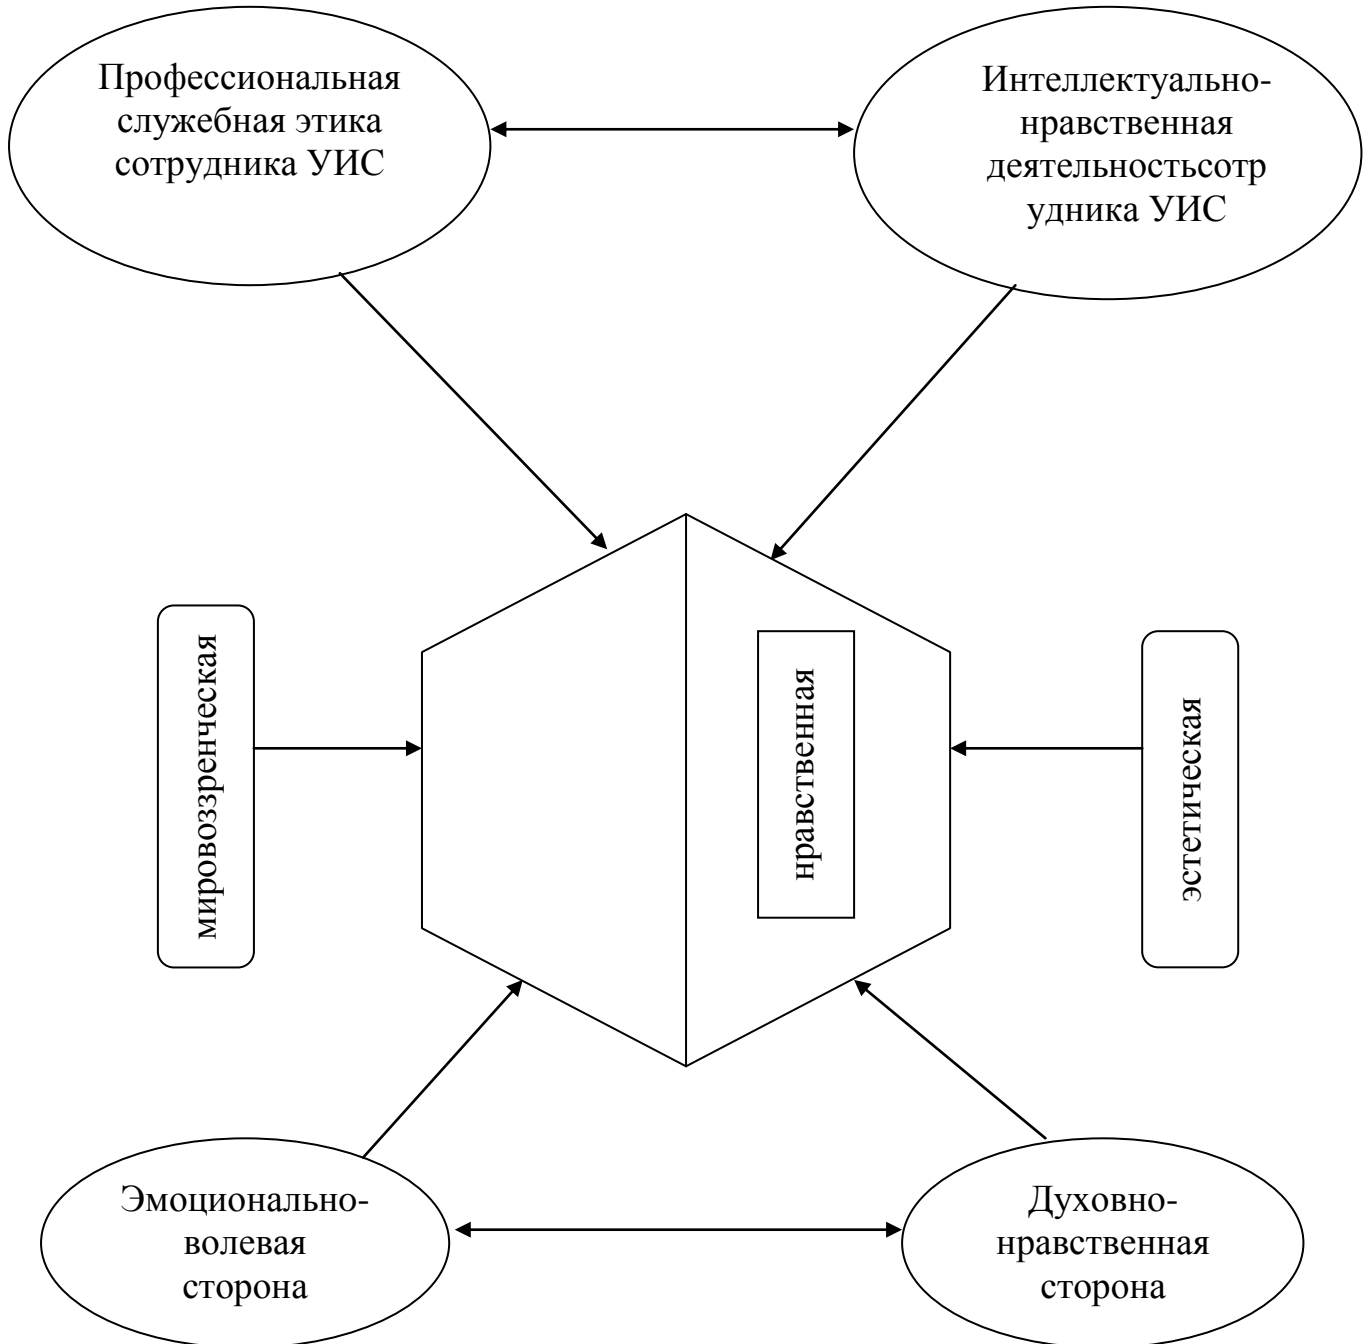 Профессиональная
служебная этика
сотрудника УИС
Интеллектуально-
нравственная
деятельностьсотр
удника УИС
мировоззренческая
нравственная
эстетическая
Эмоционально-
волевая
сторона
Духовно-
нравственная
сторона